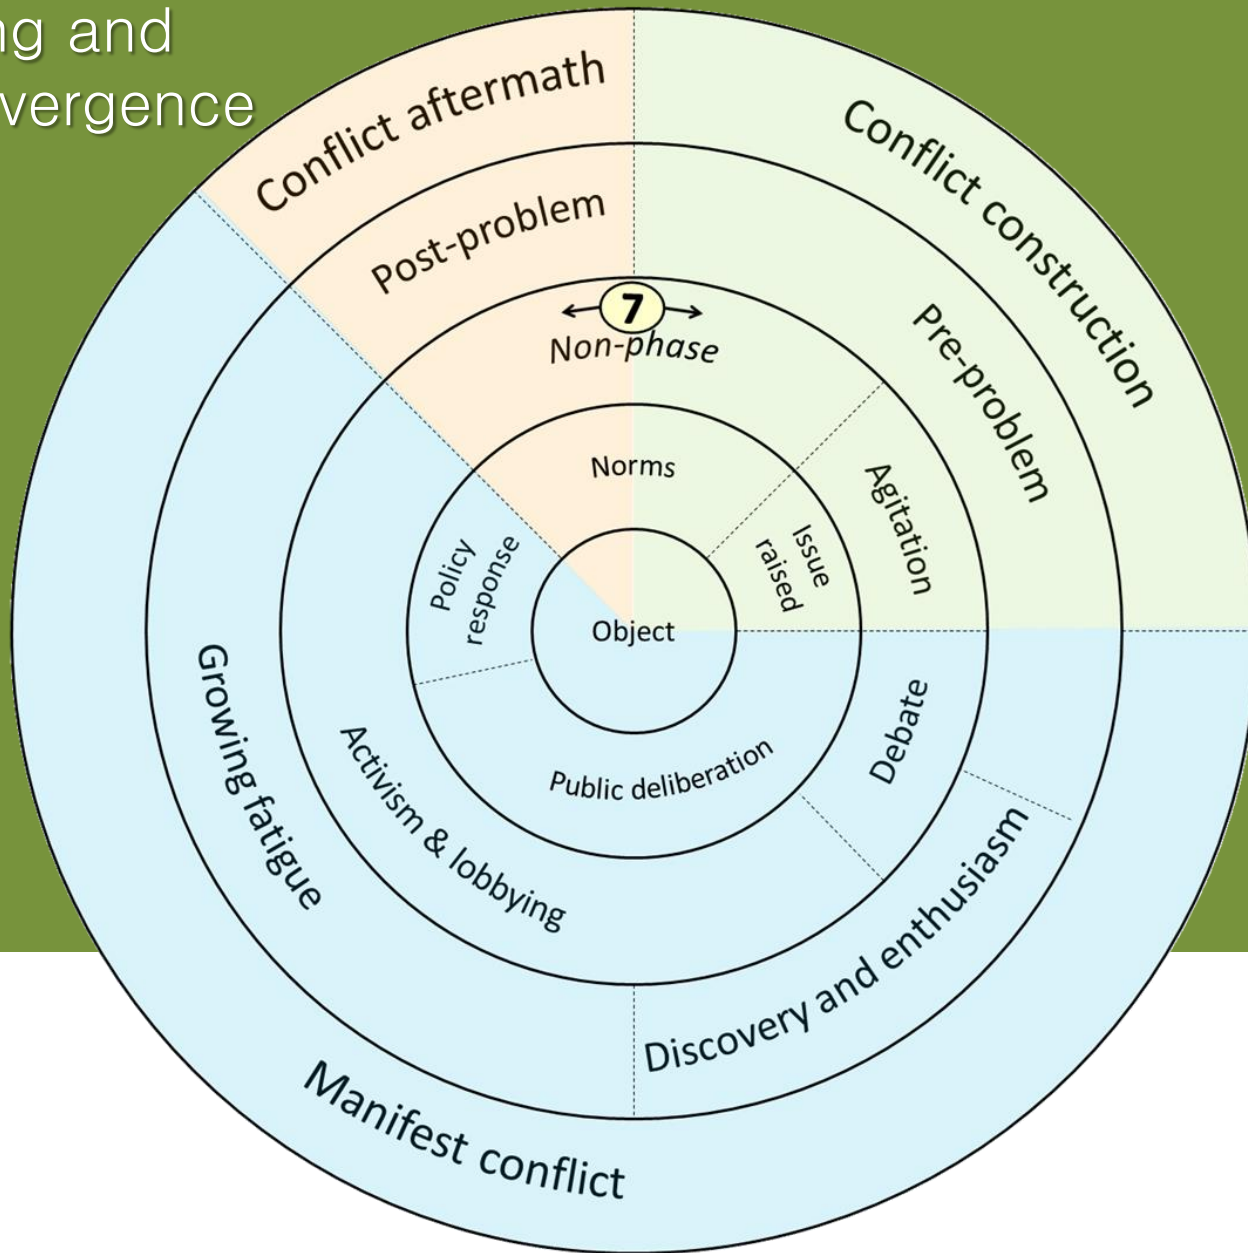 ng and
vergence
Conflict aftermath
Conflict construction
Post-problem
Pre-problem
7
Non-phase
Agitation
Norms
Issue
raised
Policy
response
Object
Debate
Public deliberation
Activism & lobbying
Growing fatigue
Discovery and enthusiasm
Manifest conflict